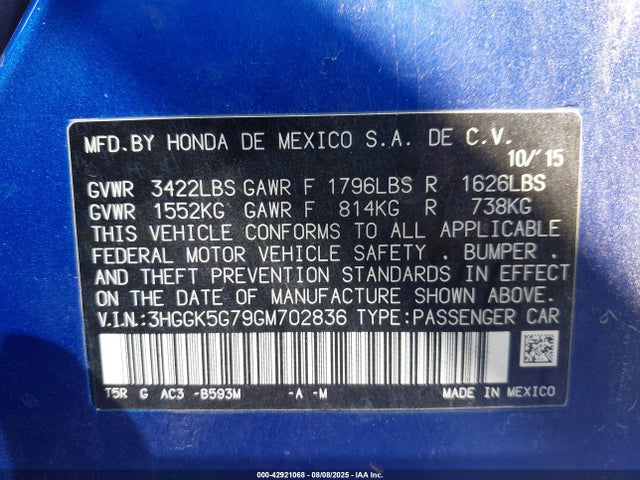 MFD.BY HONDA DE MEXICO S.A. DE C.V.
10/'15
GVWR 3422LBS GAWR F 1796LBS R 1626LBS
GVWR 1552KG GAWR F 814KG R 738KG
THIS VEHICLE CONFORMS TO ALL APPLICABLE
FEDERAL MOTOR VEHICLE SAFETY . BUMPER .
AND THEFT PREVENTION STANDARDS IN EFFECT
ON THE DATE OF MANUFACTURE SHOWN ABOVE.
V.I.N.:3HGGK5G79GM702836 TYPE:PASSENGER CAR
T5R G AC3 -B593M -A -M MADE IN MEXICO
000-42921068 - 08/08/2025 - IAA Inc.